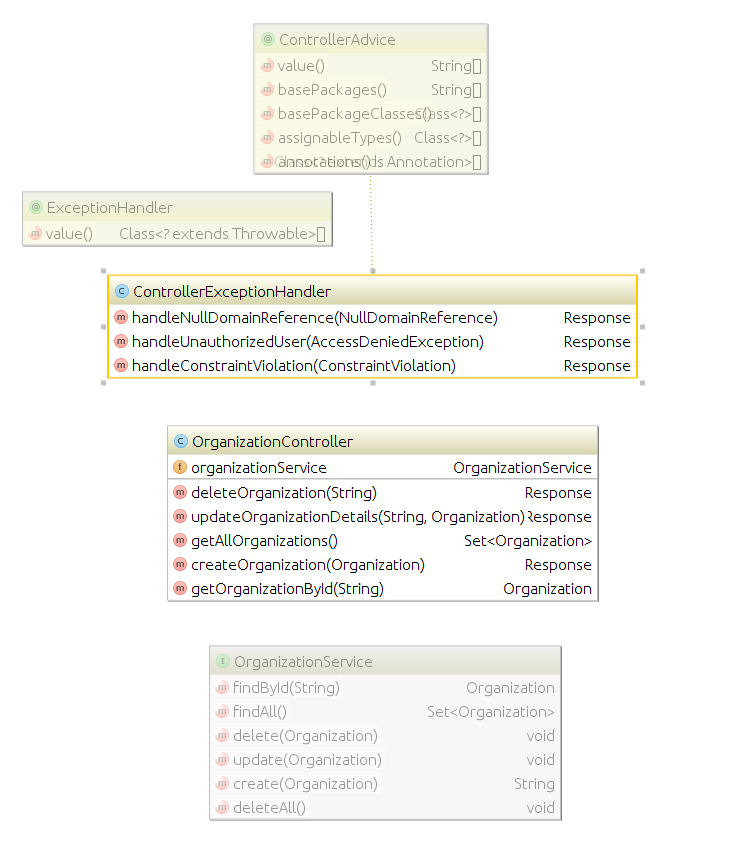 @ ControllerAdvice
m value() String[]
m basePackages() String[]
m basePackageClasses() Class<?>[]
m assignableTypes() Class<?>[]
m annotations() Class<? extends Annotation>[]
@ ExceptionHandler
m value() Class<? extends Throwable>[]
C ControllerExceptionHandler
m handleNullDomainReference(NullDomainReference) Response
m handleUnauthorizedUser(AccessDeniedException) Response
m handleConstraintViolation(ConstraintViolation) Response
C OrganizationController
f organizationService OrganizationService
m deleteOrganization(String) Response
m updateOrganizationDetails(String, Organization) Response
m getAllOrganizations() Set<Organization>
m createOrganization(Organization) Response
m getOrganizationById(String) Organization
I OrganizationService
m findById(String) Organization
m findAll() Set<Organization>
m delete(Organization) void
m update(Organization) void
m create(Organization) String
m deleteAll() void